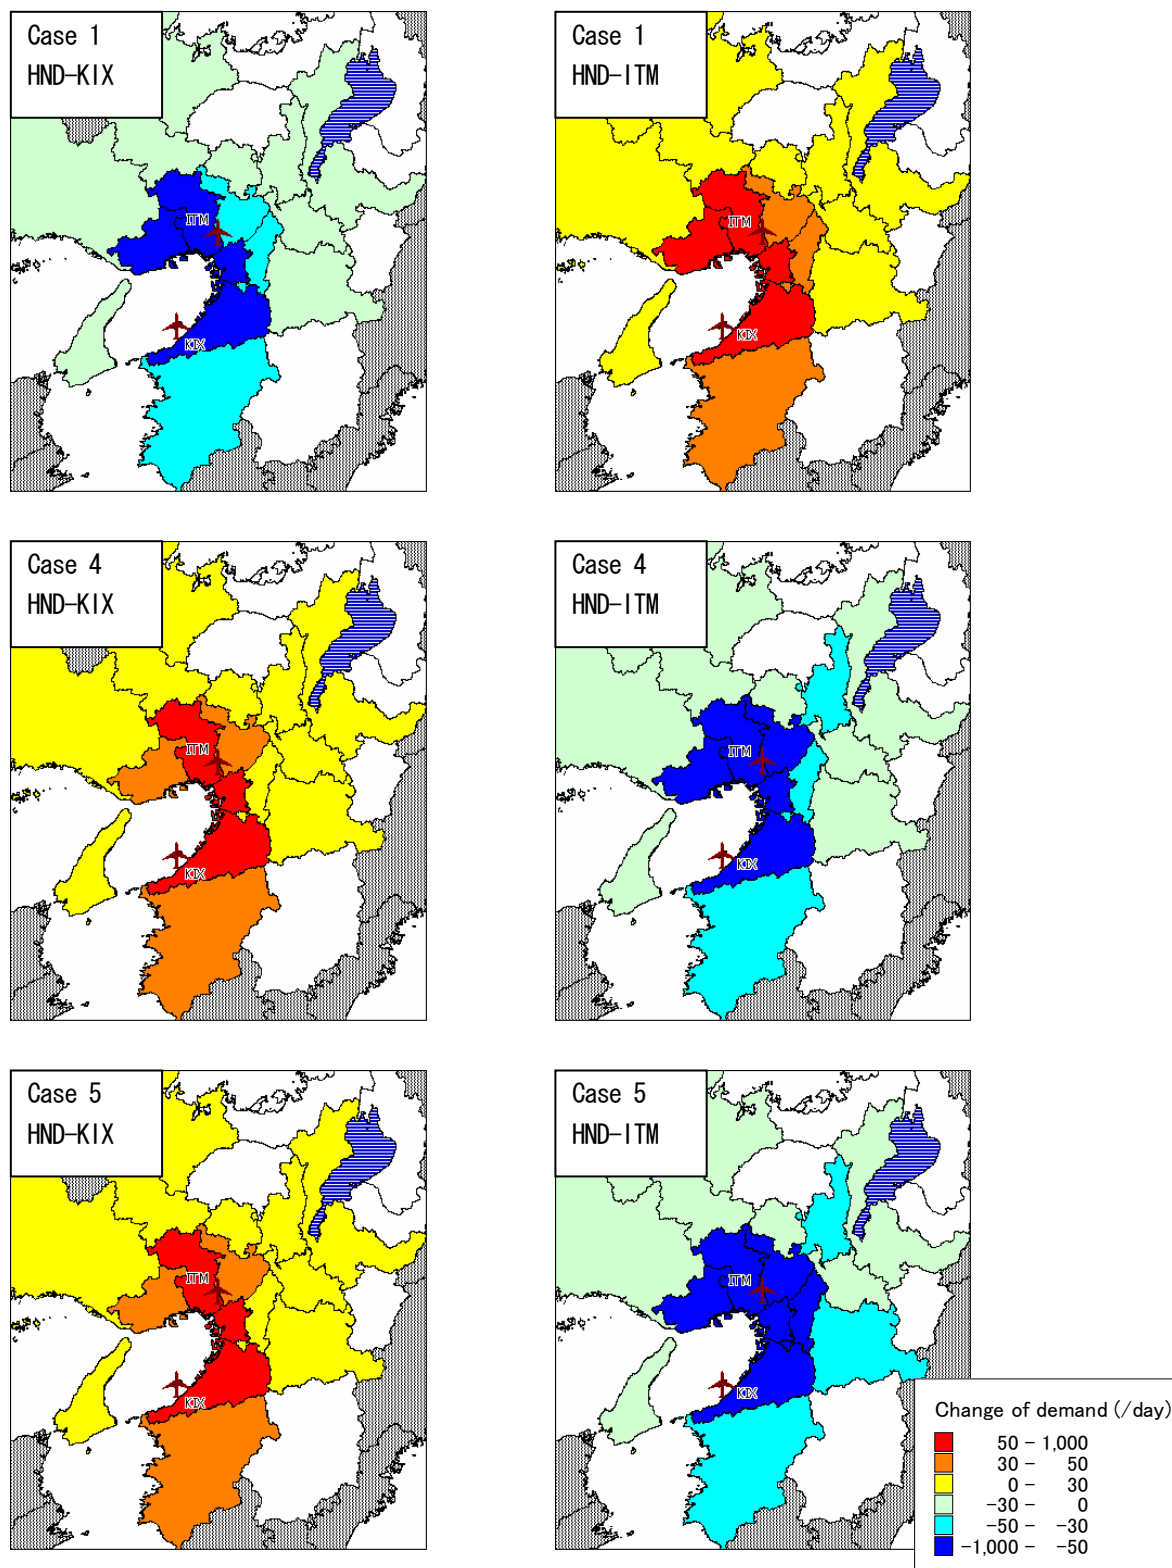 Case 1
HND-KIX
ITM
KIX
Case 1
HND-ITM
ITM
KIX
Case 4
HND-KIX
ITM
KIX
Case 4
HND-ITM
ITM
KIX
Case 5
HND-KIX
ITM
KIX
Case 5
HND-ITM
ITM
KIX
Change of demand (/day)
50 - 1,000
30 - 50
0 - 30
-30 - 0
-50 - -30
-1,000 - -50